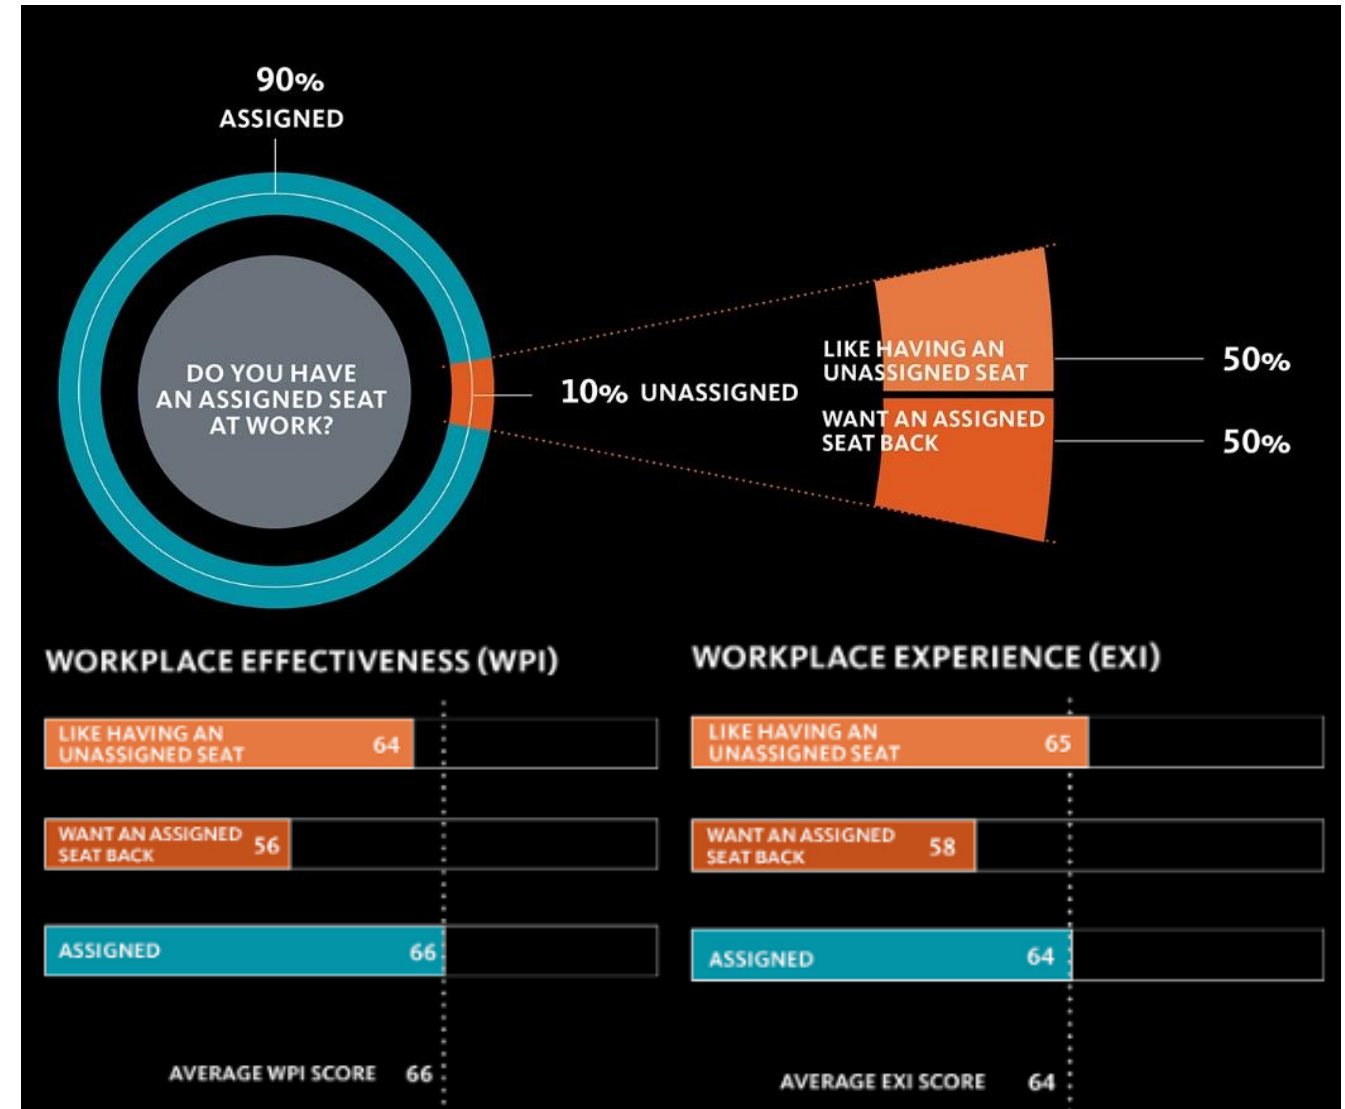 90%
ASSIGNED
DO YOU HAVE
AN ASSIGNED SEAT
AT WORK?
10% UNASSIGNED
LIKE HAVING AN
UNASSIGNED SEAT
50%
WANT AN ASSIGNED
SEAT BACK
50%
WORKPLACE EFFECTIVENESS (WPI)
LIKE HAVING AN
UNASSIGNED SEAT
64
WANT AN ASSIGNED
SEAT BACK
56
ASSIGNED
66
AVERAGE WPI SCORE 66
WORKPLACE EXPERIENCE (EXI)
LIKE HAVING AN
UNASSIGNED SEAT
65
WANT AN ASSIGNED
SEAT BACK
58
ASSIGNED
64
AVERAGE EXI SCORE 64